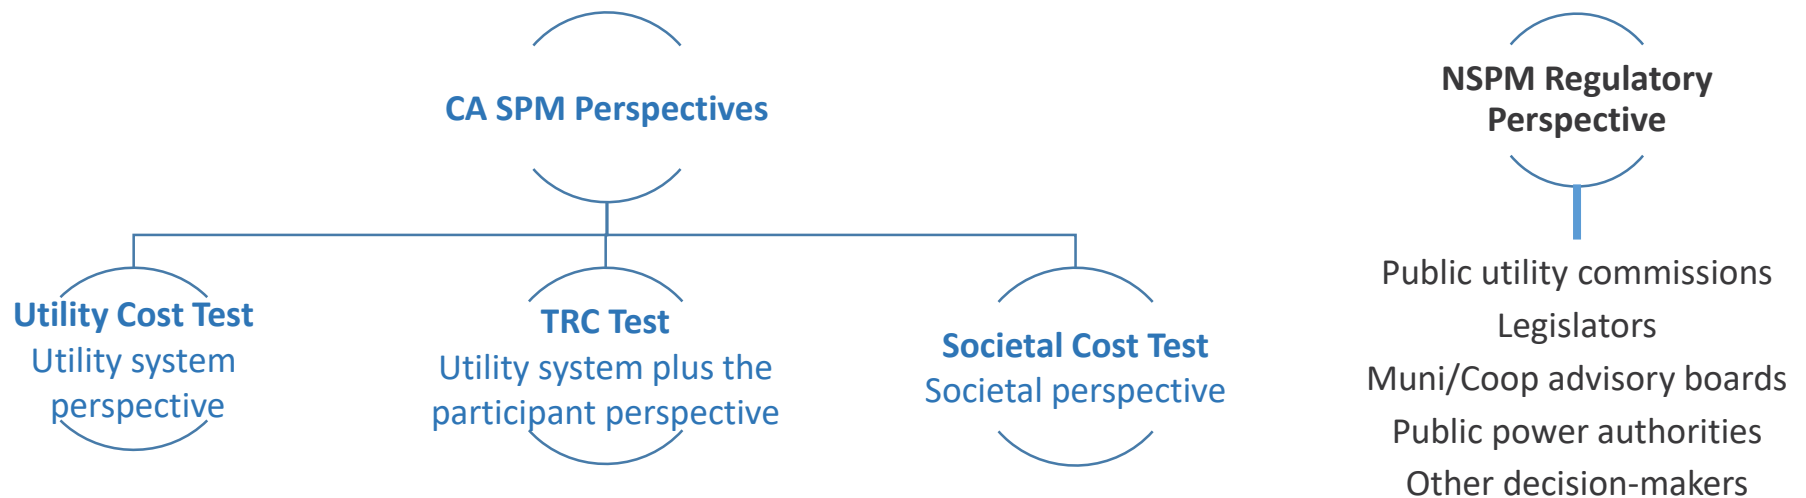 CA SPM Perspectives
Utility Cost Test
Utility system
perspective
TRC Test
Utility system plus the
participant perspective
Societal Cost Test
Societal perspective
NSPM Regulatory
Perspective
Public utility commissions
Legislators
Muni/Coop advisory boards
Public power authorities
Other decision-makers